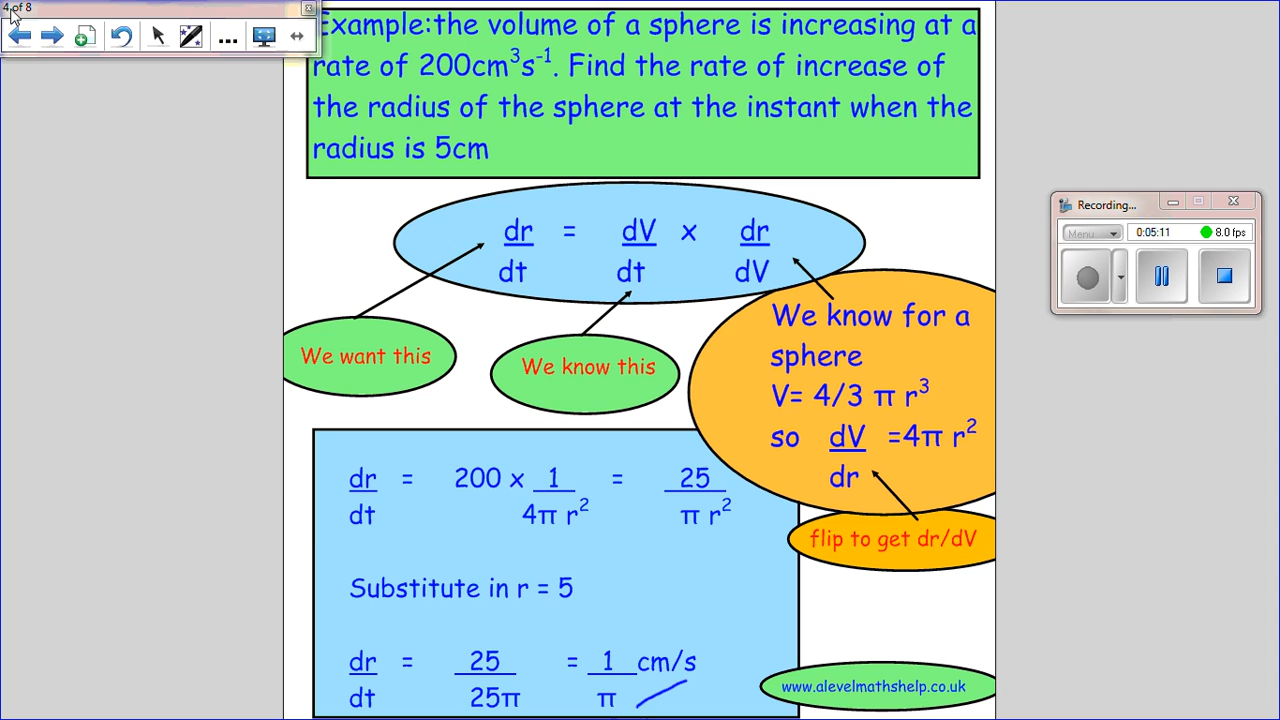 4 of 8
Example:the volume of a sphere is increasing at a
rate of 200cm³s⁻¹. Find the rate of increase of
the radius of the sphere at the instant when the
radius is 5cm
dr = dV x dr
dt dt dV
We want this
We know this
We know for a
sphere
V= 4/3 π r³
so dV =4π r²
dr
flip to get dr/dV
dr = 200 x 1 = 25
dt 4π r² π r²
Substitute in r = 5
dr = 25 = 1 cm/s
dt 25π π
www.alevelmathshelp.co.uk
Recording...
Menu 0:05:11 8.0 fps